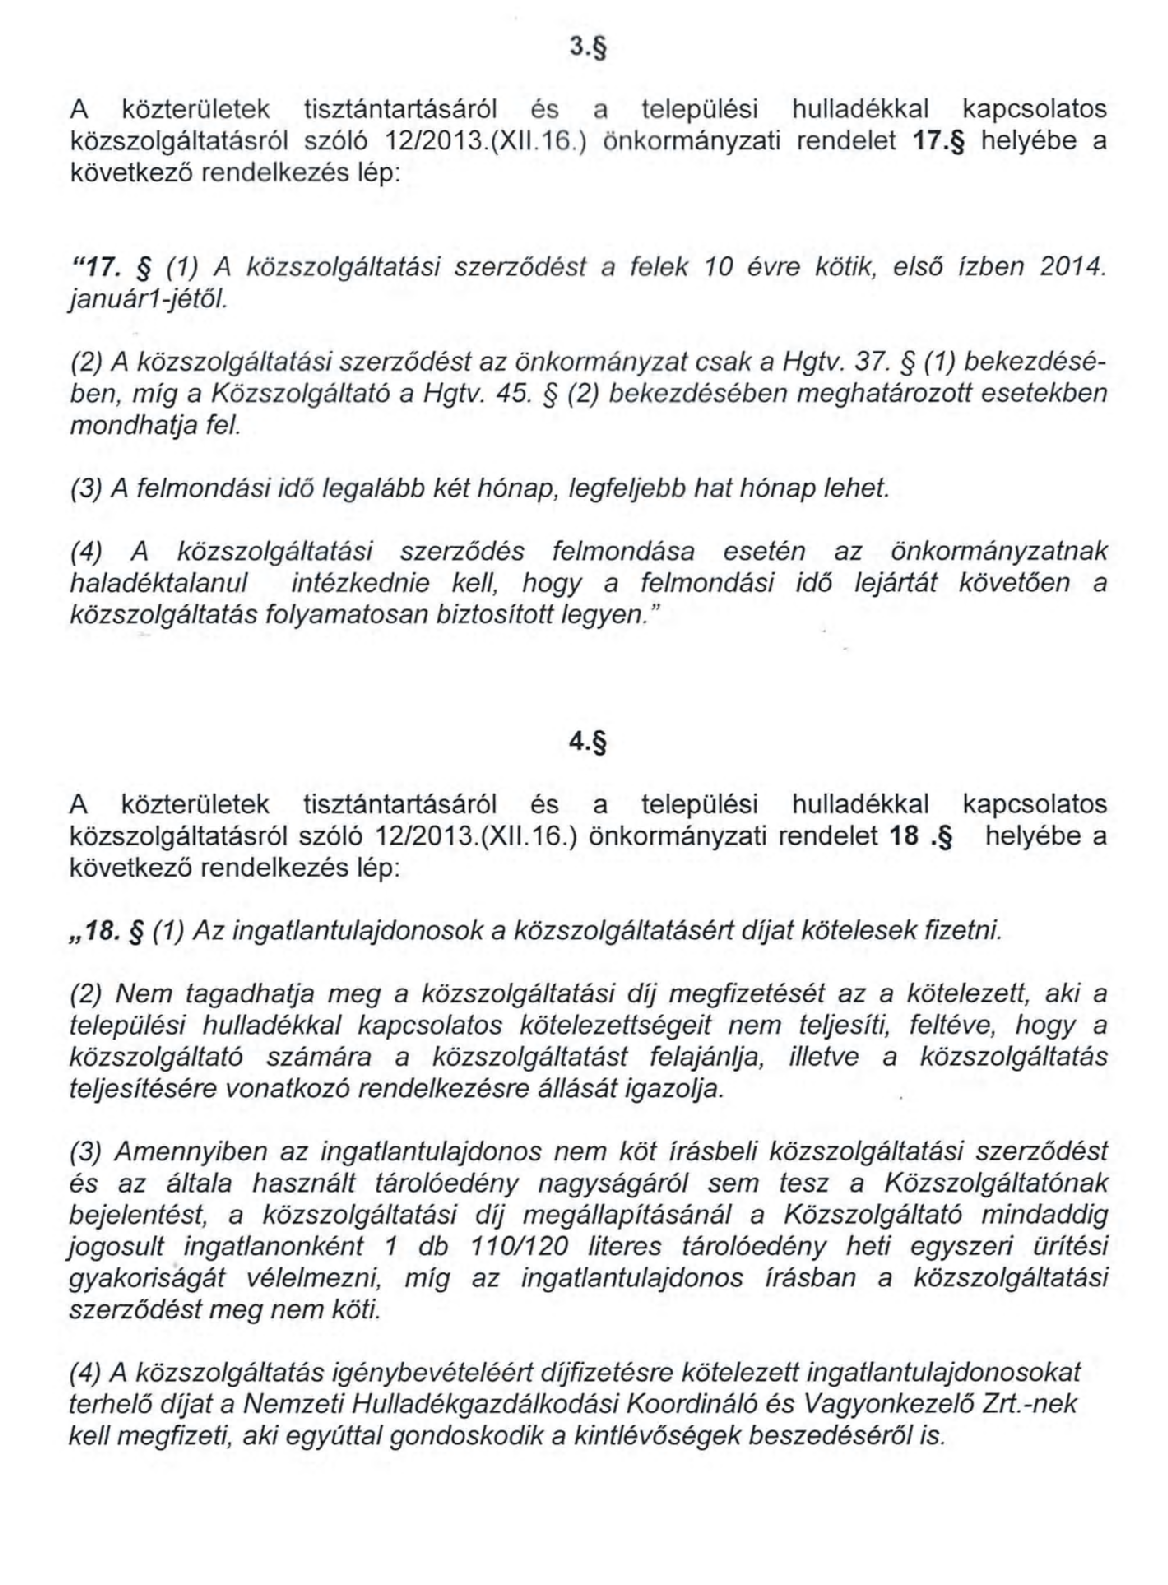 3.§
A közterületek tisztántartásáról és a települési hulladékkal kapcsolatos
közszolgáltatásról szóló 12/2013.(XII.16.) önkormányzati rendelet 17.§ helyébe a
következő rendelkezés lép:
“17. § (1) A közszolgáltatási szerződést a felek 10 évre kötik, első ízben 2014.
január1-jétől.
(2) A közszolgáltatási szerződést az önkormányzat csak a Hgtv. 37. § (1) bekezdésé-
ben, míg a Közszolgáltató a Hgtv. 45. § (2) bekezdésében meghatározott esetekben
mondhatja fel.
(3) A felmondási idő legalább két hónap, legfeljebb hat hónap lehet.
(4) A közszolgáltatási szerződés felmondása esetén az önkormányzatnak
haladéktalanul intézkednie kell, hogy a felmondási idő lejártát követően a
közszolgáltatás folyamatosan biztosított legyen.”
4.§
A közterületek tisztántartásáról és a települési hulladékkal kapcsolatos
közszolgáltatásról szóló 12/2013.(XII.16.) önkormányzati rendelet 18 .§ helyébe a
következő rendelkezés lép:
„18. § (1) Az ingatlantulajdonosok a közszolgáltatásért díjat kötelesek fizetni.
(2) Nem tagadhatja meg a közszolgáltatási díj megfizetését az a kötelezett, aki a
települési hulladékkal kapcsolatos kötelezettségeit nem teljesíti, feltéve, hogy a
közszolgáltató számára a közszolgáltatást felajánlja, illetve a közszolgáltatás
teljesítésére vonatkozó rendelkezésre állását igazolja.
(3) Amennyiben az ingatlantulajdonos nem köt írásbeli közszolgáltatási szerződést
és az általa használt tárolóedény nagyságáról sem tesz a Közszolgáltatónak
bejelentést, a közszolgáltatási díj megállapításánál a Közszolgáltató mindaddig
jogosult ingatlanonként 1 db 110/120 literes tárolóedény heti egyszeri ürítési
gyakoriságát vélelmezni, míg az ingatlantulajdonos írásban a közszolgáltatási
szerződést meg nem köti.
(4) A közszolgáltatás igénybevételéért díjfizetésre kötelezett ingatlantulajdonosokat
terhelő díjat a Nemzeti Hulladékgazdálkodási Koordináló és Vagyonkezelő Zrt.-nek
kell megfizeti, aki egyúttal gondoskodik a kintlévőségek beszedéséről is.